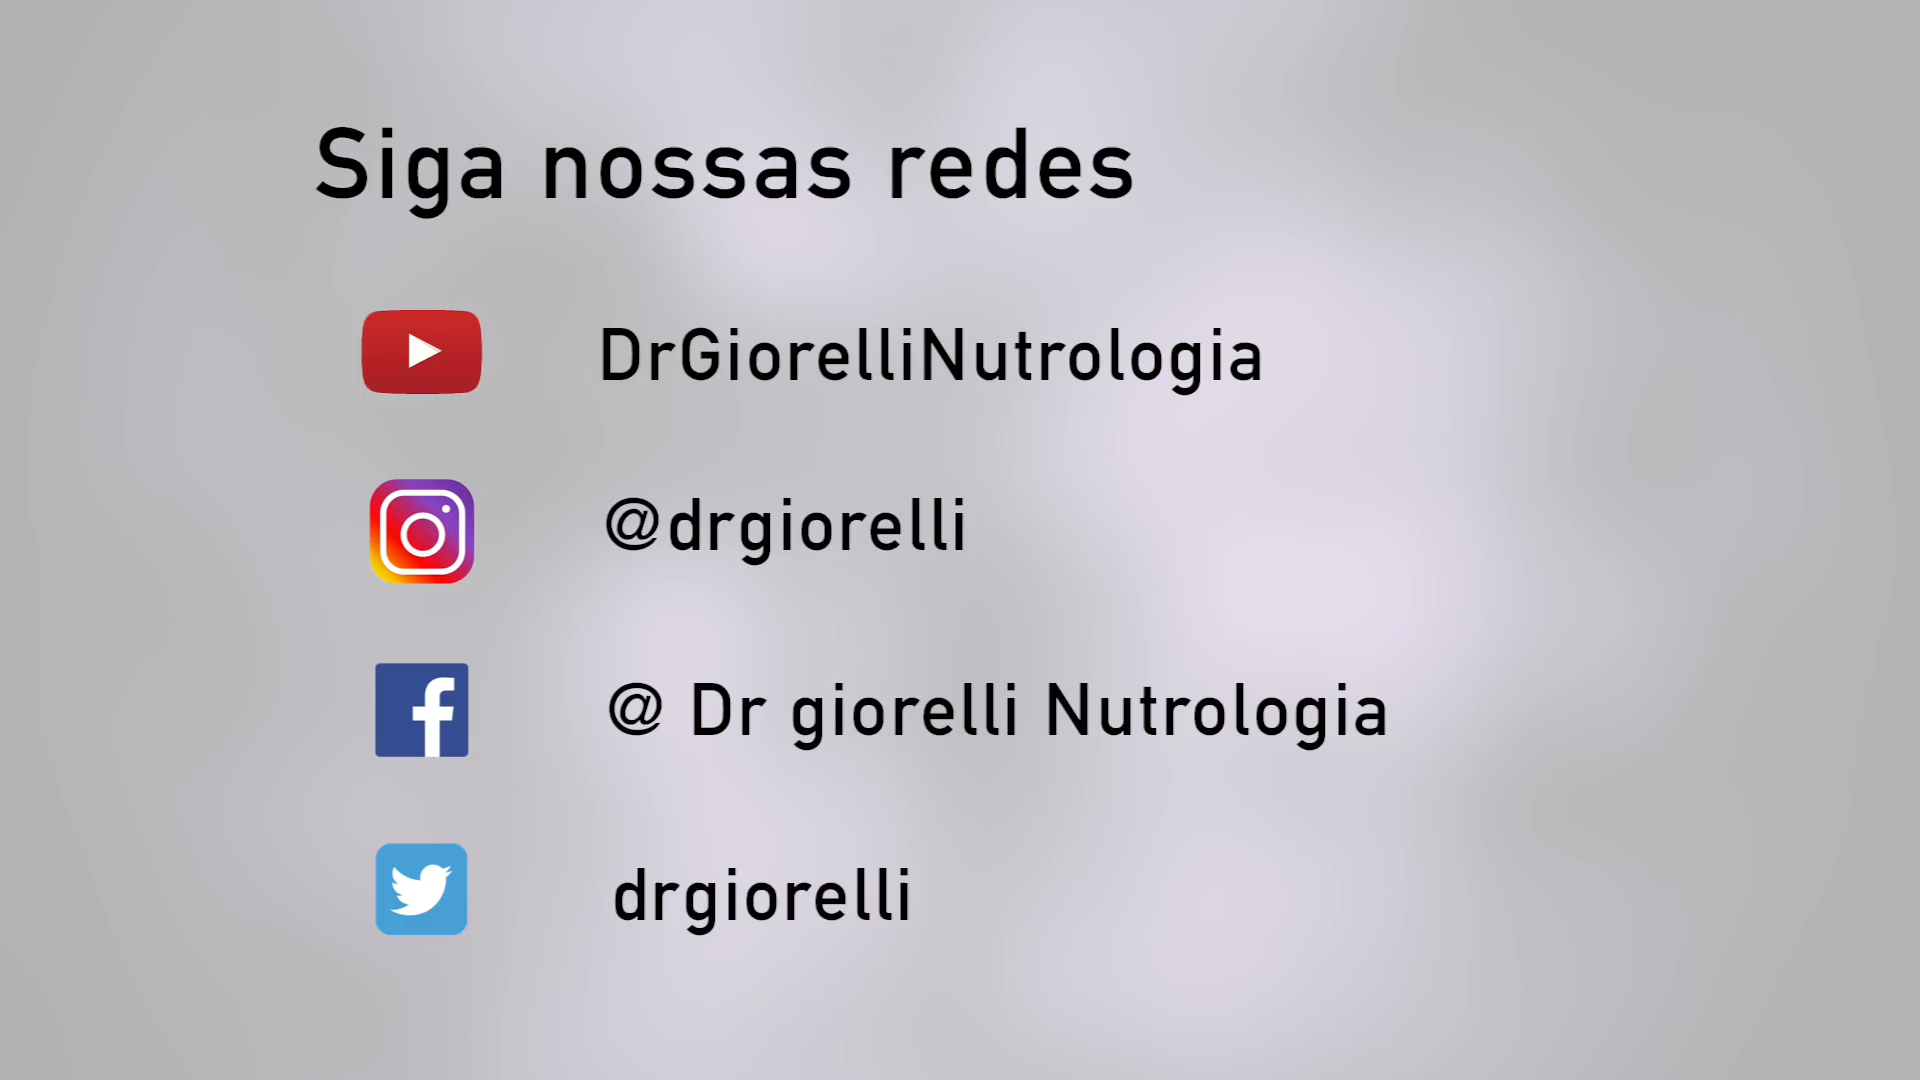 Siga nossas redes
DrGiorelliNutrologia
@drgiorelli
@ Dr giorelli Nutrologia
drgiorelli